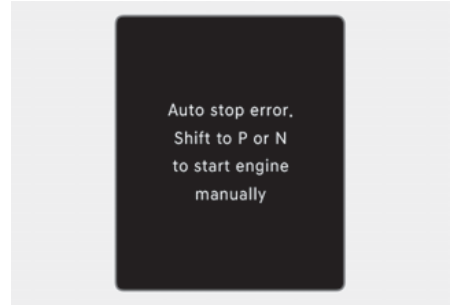 Auto stop error.
Shift to P or N
to start engine
manually